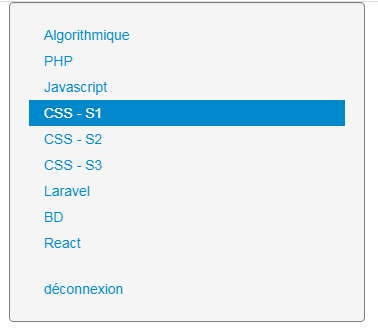 Algorithmique
PHP
Javascript
CSS - S1
CSS - S2
CSS - S3
Laravel
BD
React
déconnexion